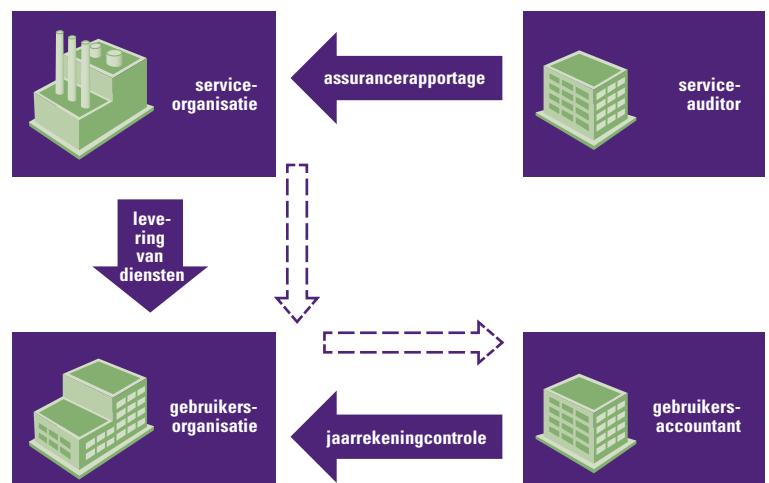 service-
organisatie
assurancerapportage
service-
auditor
leve-
ring
van
diensten
gebruikers-
organisatie
jaarrekeningcontrole
gebruikers-
accountant